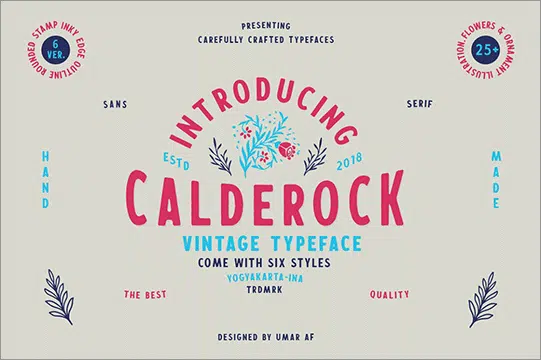 PRESENTING
CAREFULLY CRAFTED TYPEFACES
ROUNDED STAMP INKY EDGE OUTLINE
6
VER.
FLOWERS & ORNAMENT ILLUSTRATION.
25+
SANS
SERIF
INTRODUCING
ESTD
2018
HAND
MADE
CALDEROCK
VINTAGE TYPEFACE
COME WITH SIX STYLES
YOGYAKARTA-INA
TRDMRK
THE BEST
QUALITY
DESIGNED BY UMAR AF